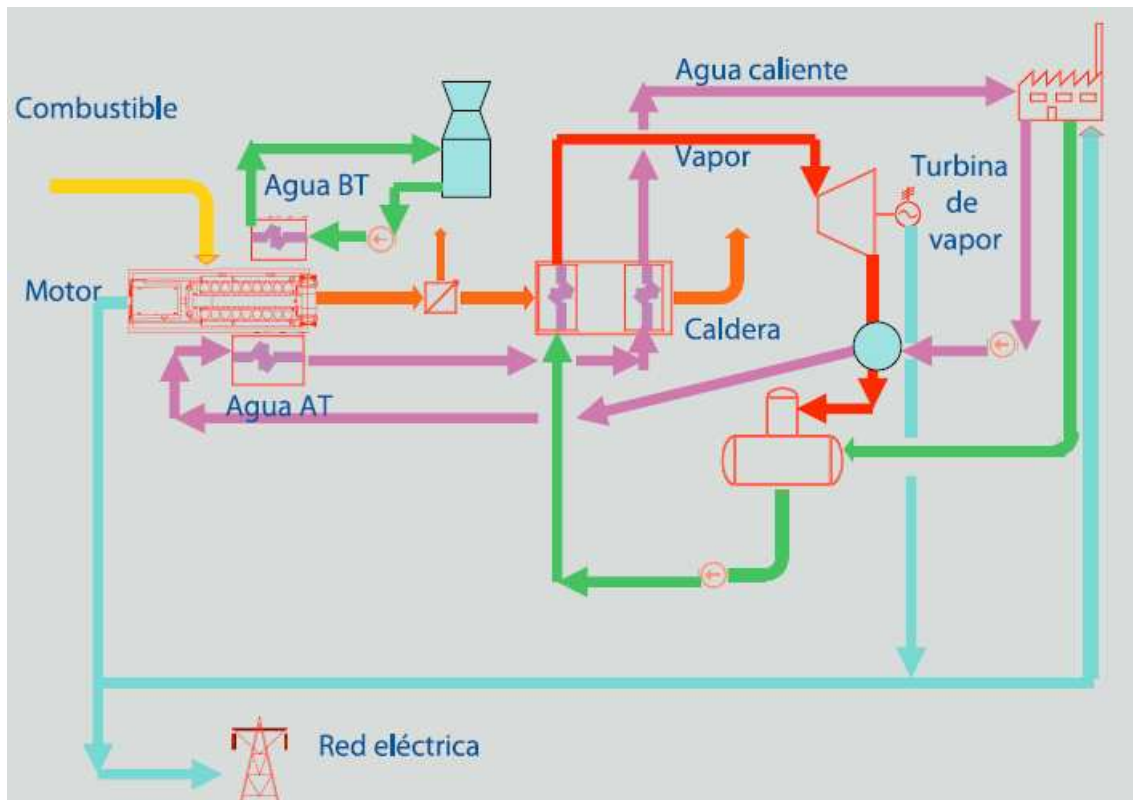 Agua caliente
Combustible
Vapor
Turbina
de
vapor
Agua BT
Motor
Caldera
Agua AT
Red eléctrica